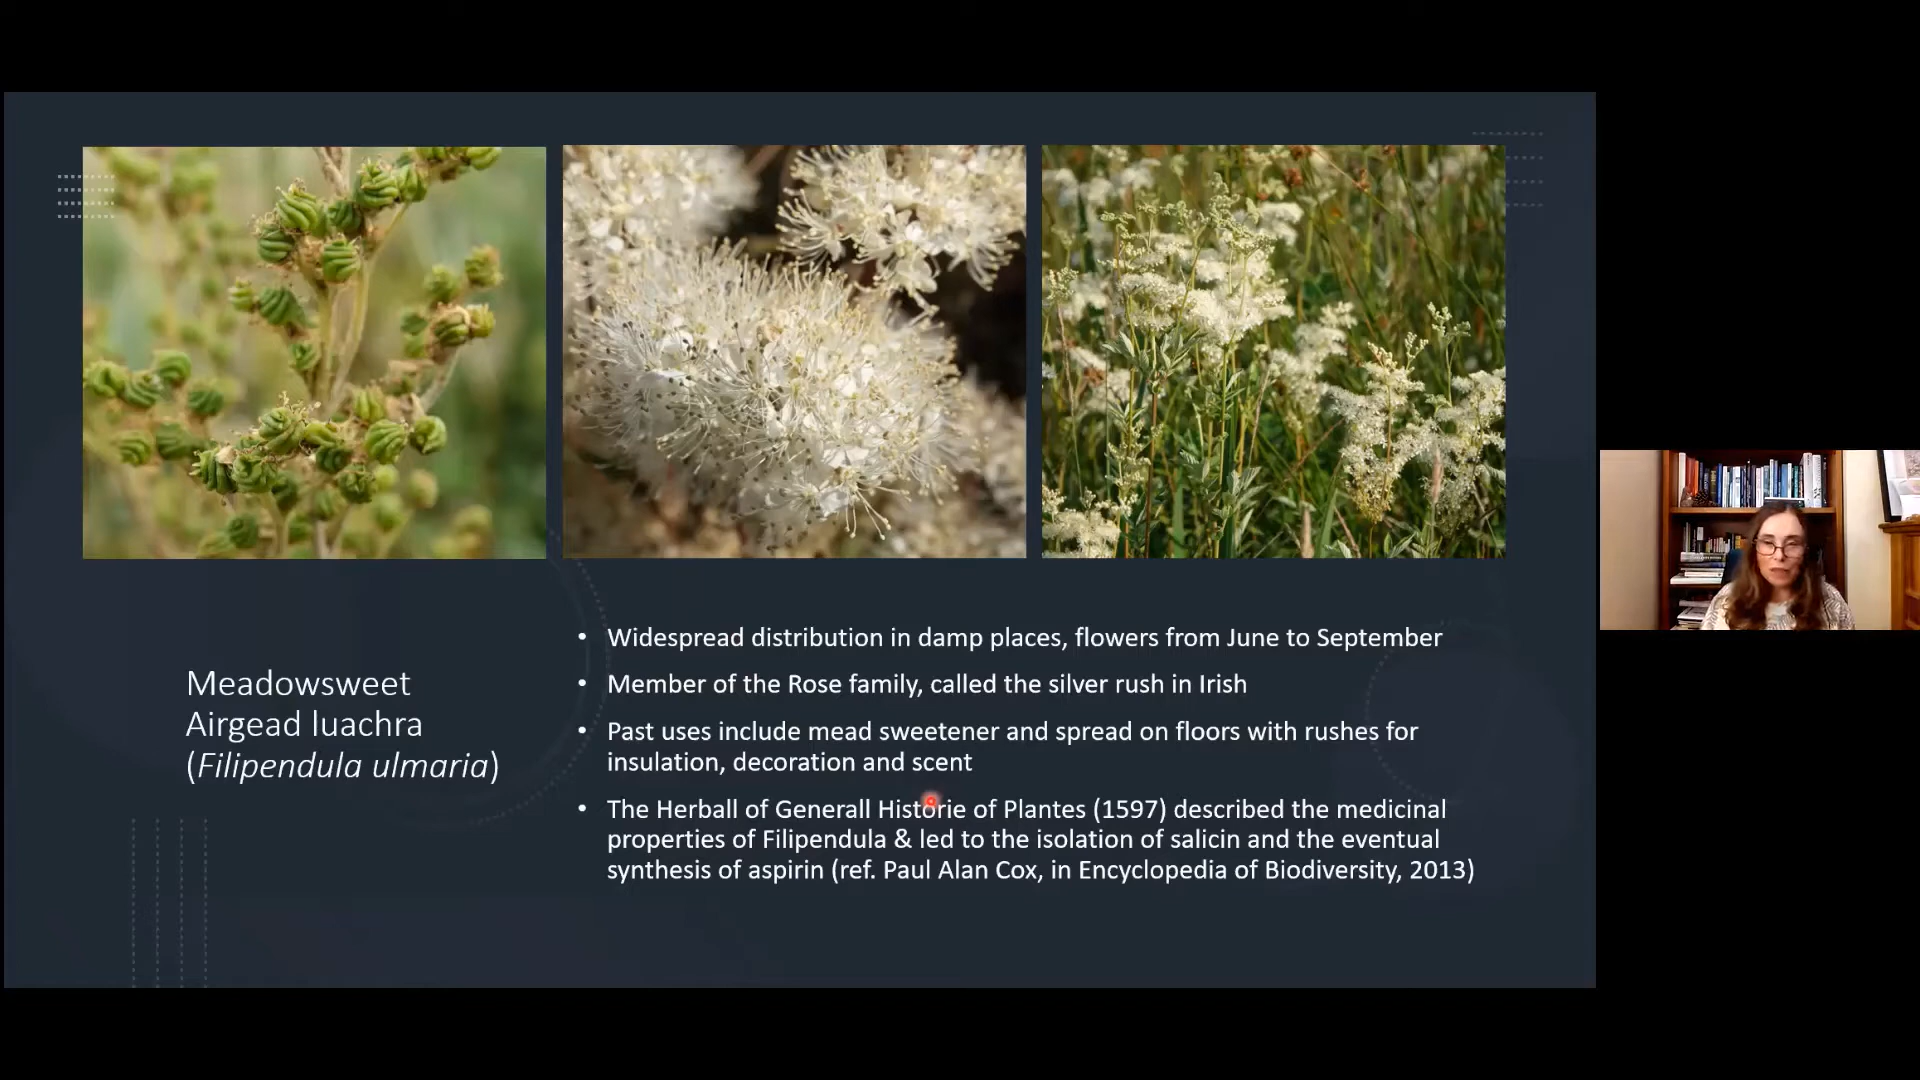 Meadowsweet
Airgead luachra
(Filipendula ulmaria)
• Widespread distribution in damp places, flowers from June to September
• Member of the Rose family, called the silver rush in Irish
• Past uses include mead sweetener and spread on floors with rushes for
insulation, decoration and scent
• The Herball of Generall Historie of Plantes (1597) described the medicinal
properties of Filipendula & led to the isolation of salicin and the eventual
synthesis of aspirin (ref. Paul Alan Cox, in Encyclopedia of Biodiversity, 2013)